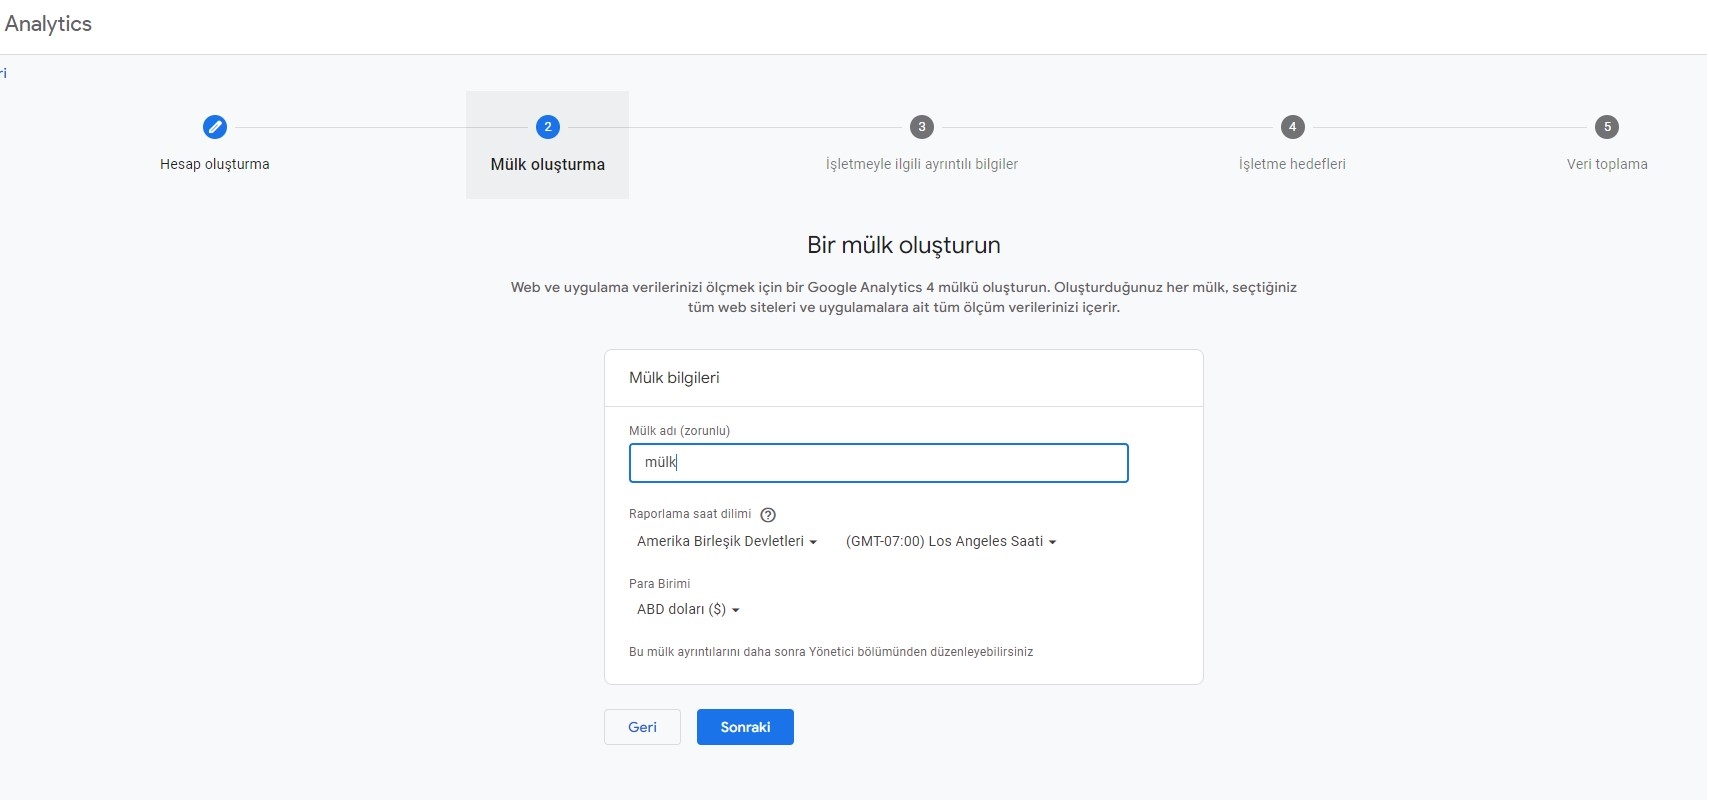 Analytics
ri
2
3
4
5
Hesap oluşturma
Mülk oluşturma
İşletmeyle ilgili ayrıntılı bilgiler
İşletme hedefleri
Veri toplama
Bir mülk oluşturun
Web ve uygulama verilerinizi ölçmek için bir Google Analytics 4 mülkü oluşturun. Oluşturduğunuz her mülk, seçtiğiniz
tüm web siteleri ve uygulamalara ait tüm ölçüm verilerinizi içerir.
Mülk bilgileri
Mülk adı (zorunlu)
mülk
Raporlama saat dilimi ?
Amerika Birleşik Devletleri (GMT-07:00) Los Angeles Saati
Para Birimi
ABD doları ($)
Bu mülk ayrıntılarını daha sonra Yönetici bölümünden düzenleyebilirsiniz
Geri Sonraki